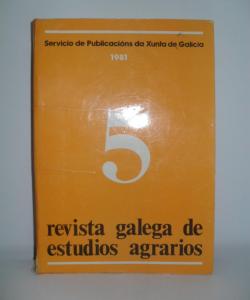 Servicio de Publicacións da Xunta de Galicia
1981
5
revista galega de
estudios agrarios